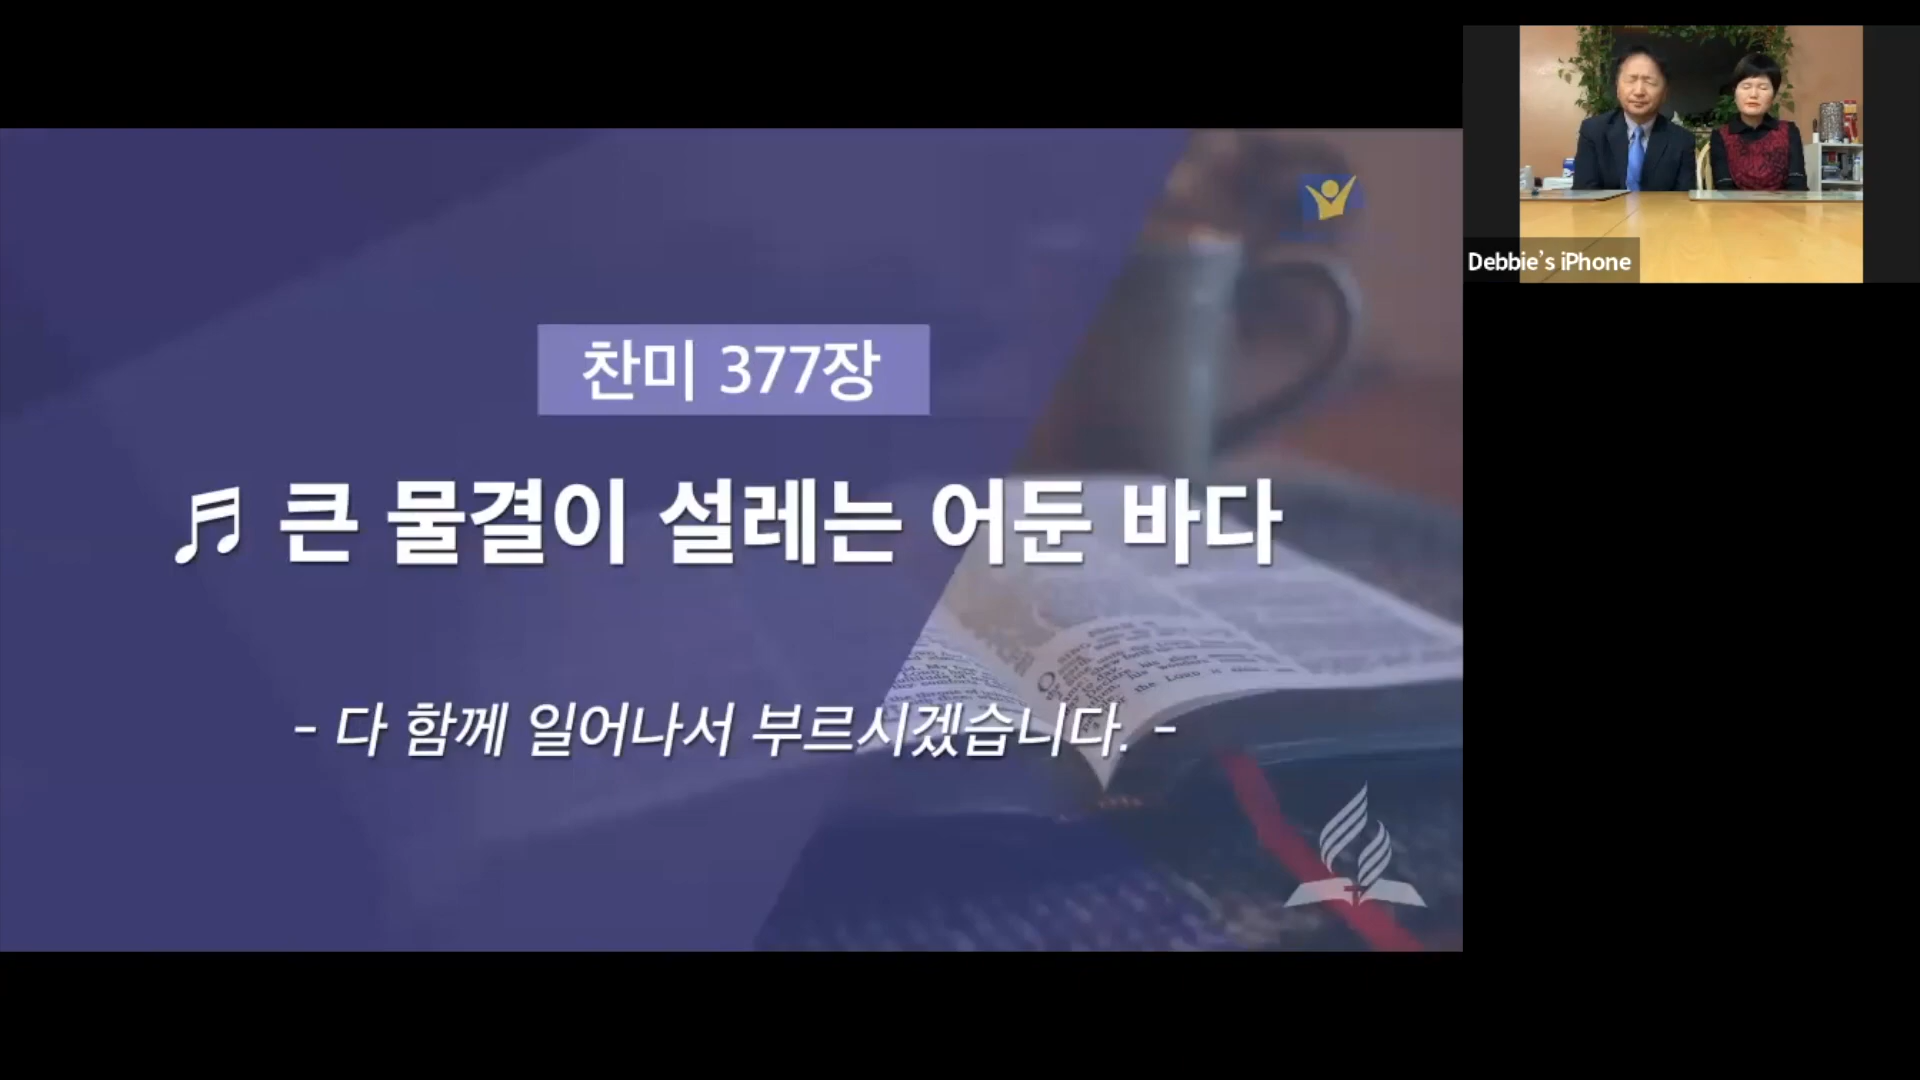 찬미 377장
♬ 큰 물결이 설레는 어둔 바다
- 다 함께 일어나서 부르시겠습니다. -
Debbie's iPhone